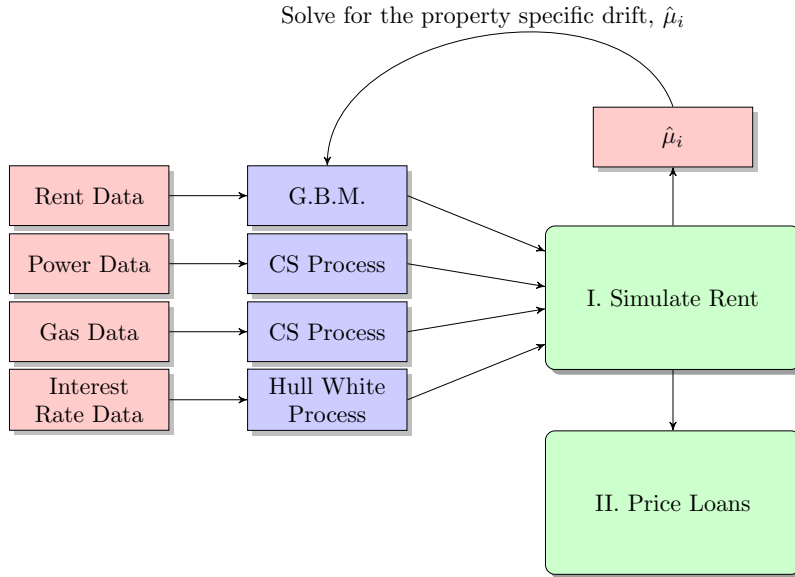 Solve for the property specific drift, μ̂ᵢ
μ̂ᵢ
Rent Data
G.B.M.
Power Data
CS Process
I. Simulate Rent
Gas Data
CS Process
Interest
Rate Data
Hull White
Process
II. Price Loans